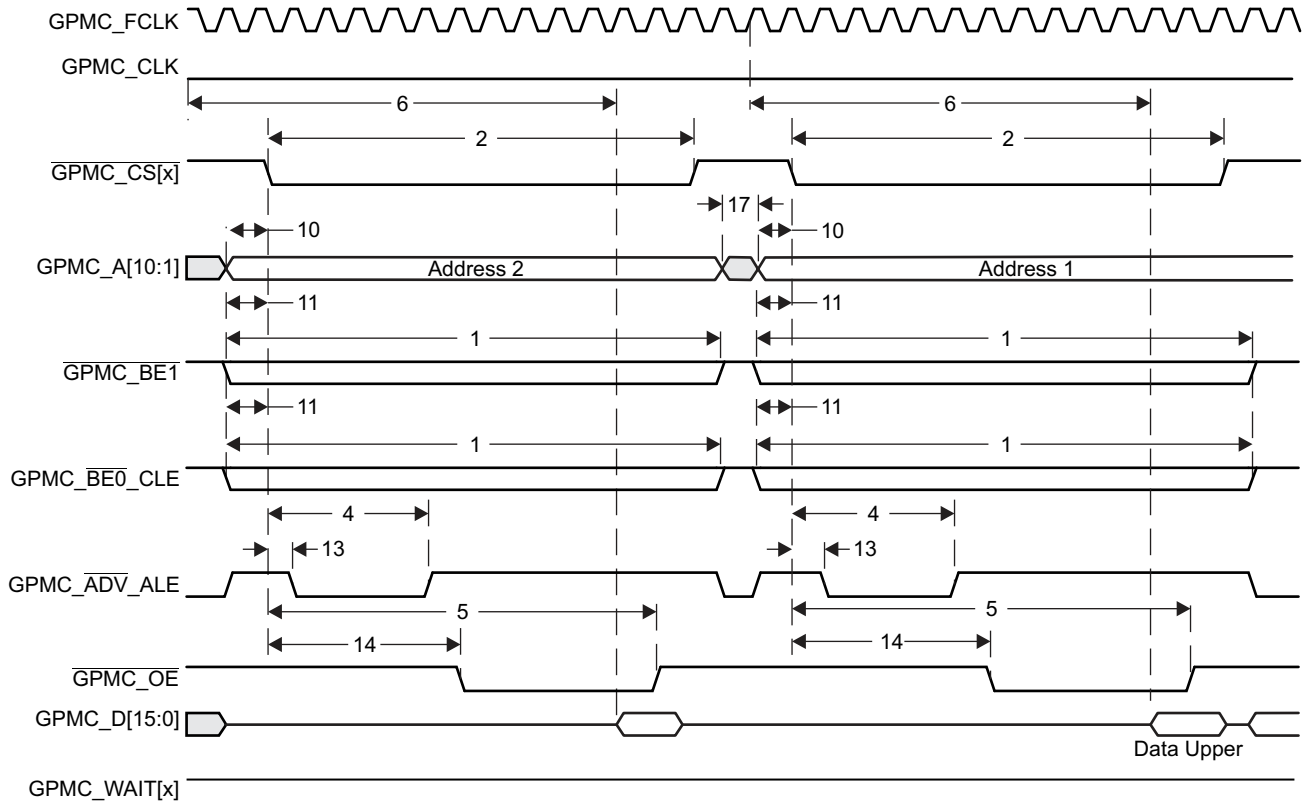 GPMC_FCLK
GPMC_CLK
6 6
2 2
GPMC_CS[x]
17
10 10
GPMC_A[10:1] Address 2 Address 1
11 11
1 1
GPMC_BE1
11 11
1 1
GPMC_BE0_CLE
4 4
13 13
GPMC_ADV_ALE
5 5
14 14
GPMC_OE
GPMC_D[15:0]
Data Upper
GPMC_WAIT[x]